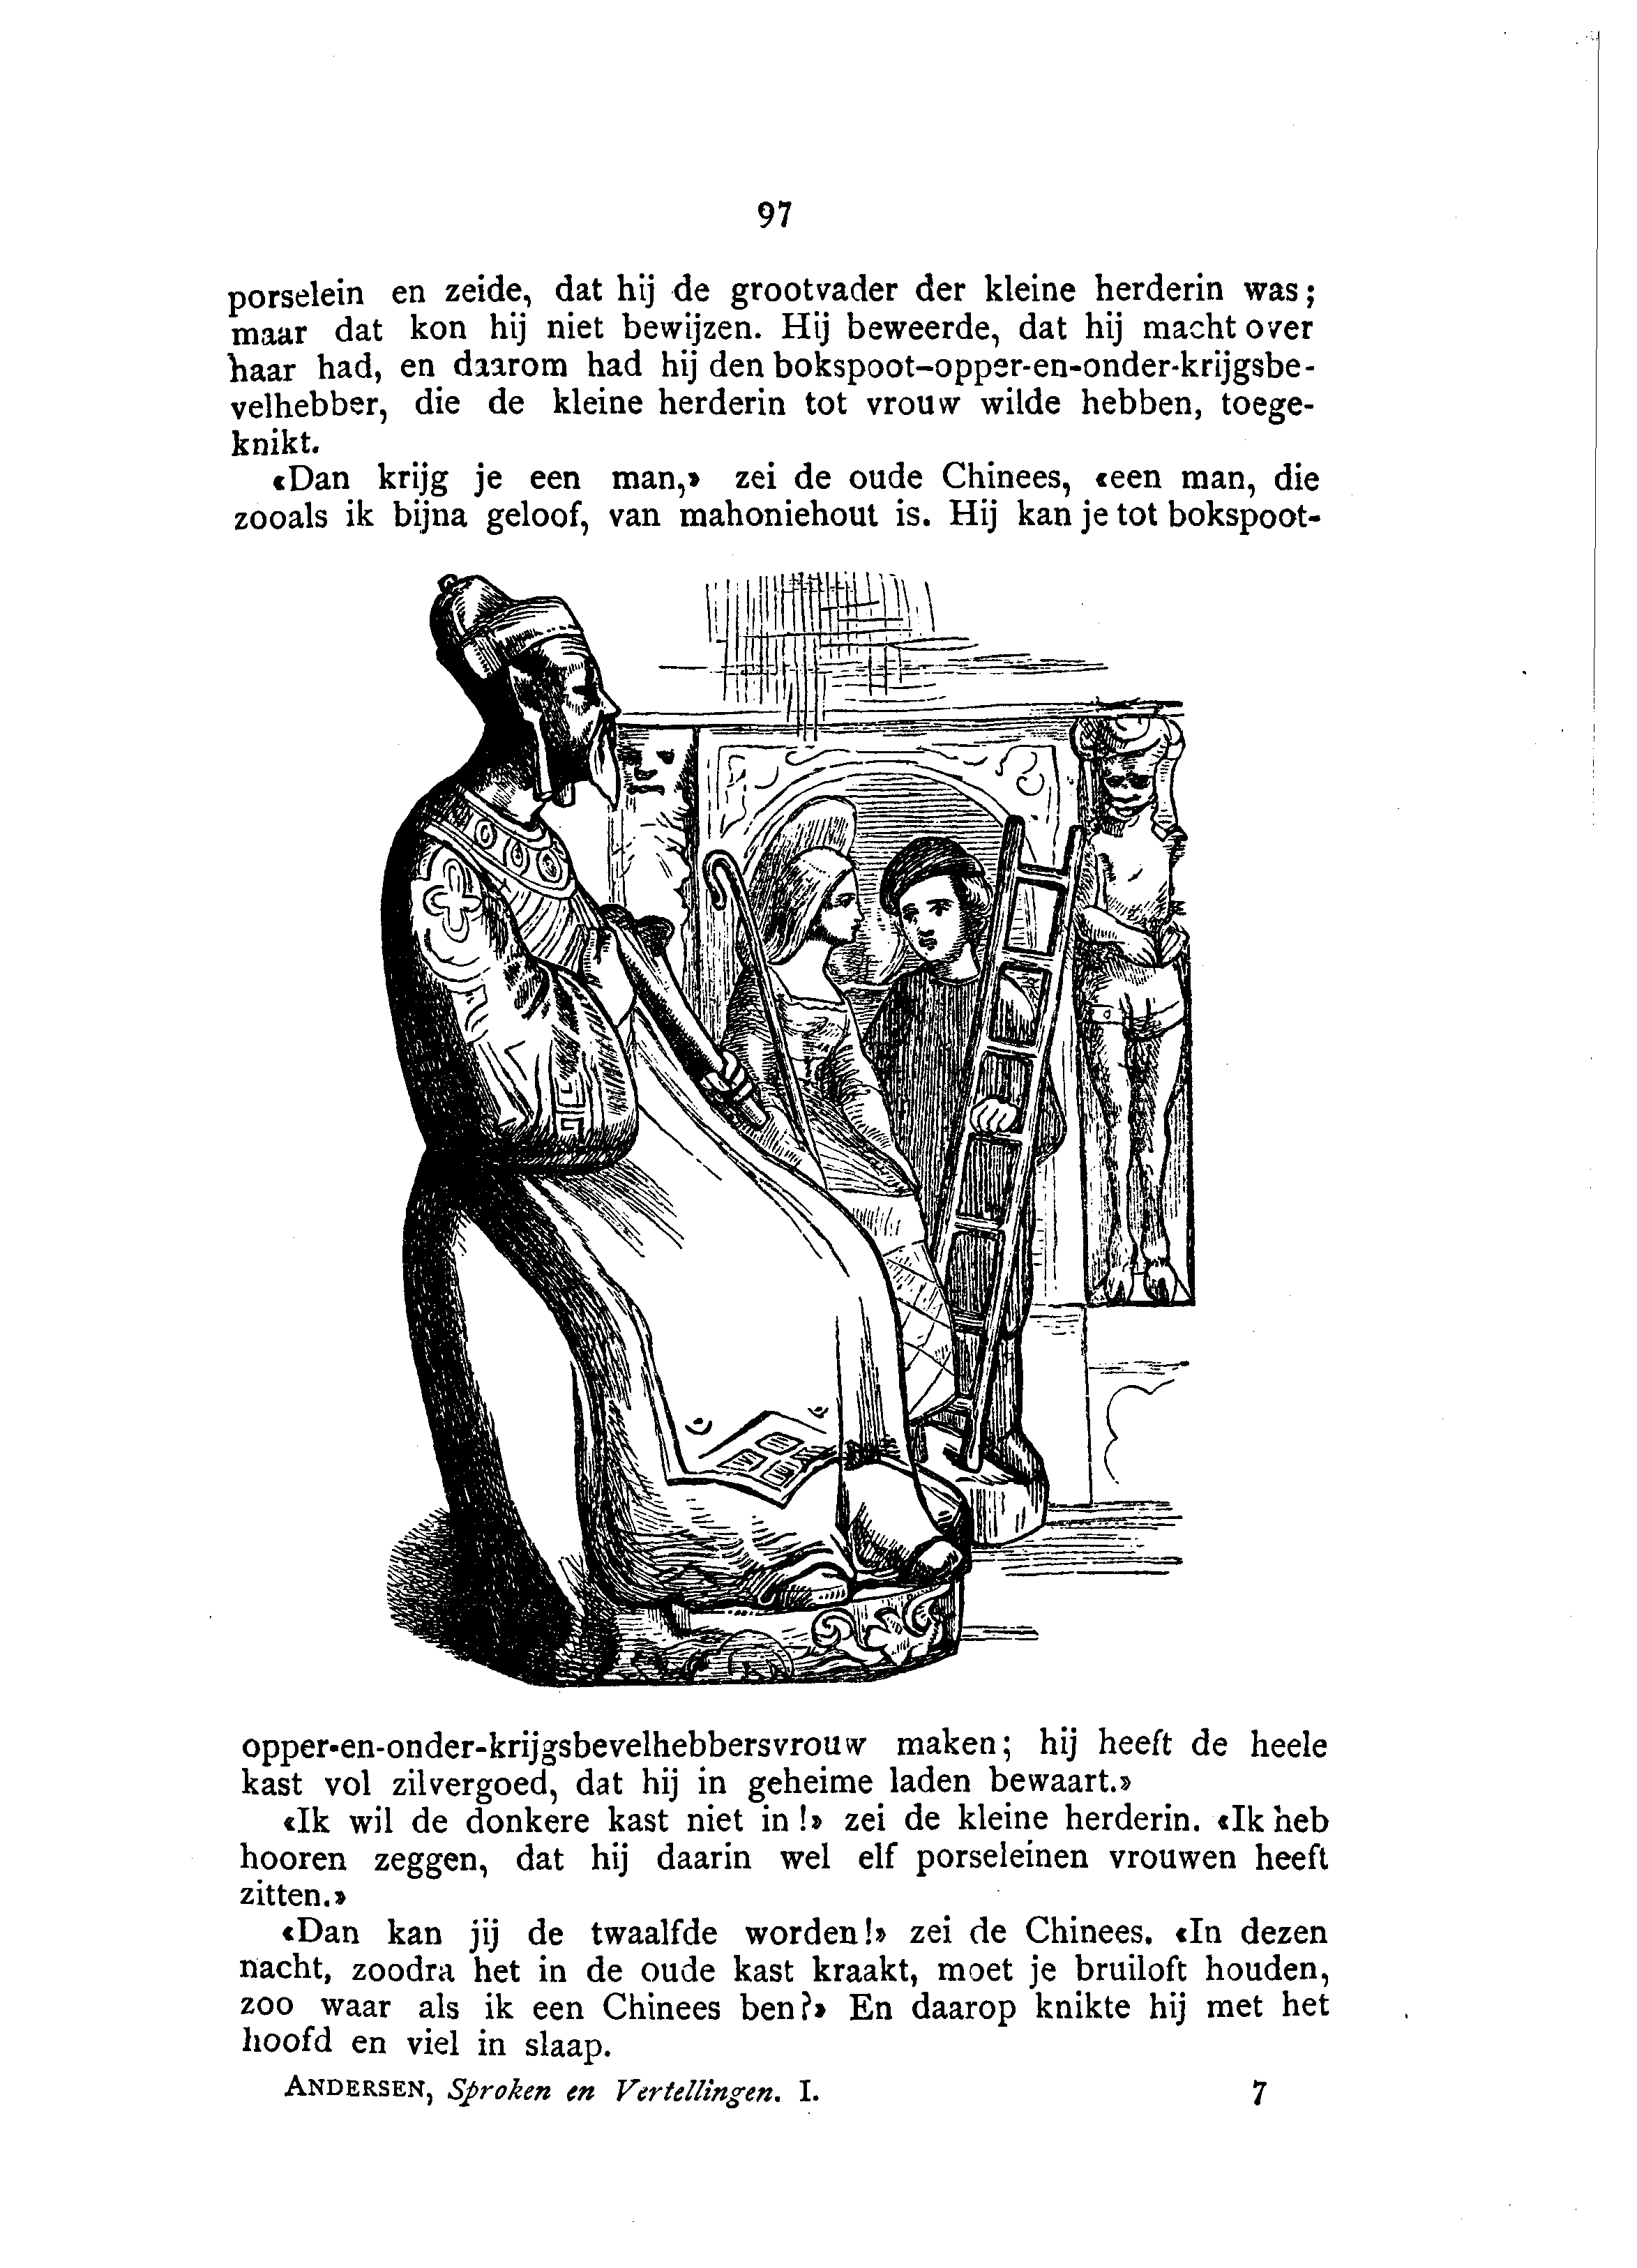 97
porselein en zeide, dat hij de grootvader der kleine herderin was;
maar dat kon hij niet bewijzen. Hij beweerde, dat hij macht over
haar had, en daarom had hij den bokspoot-opper-en-onder-krijgsbe-
velhebber, die de kleine herderin tot vrouw wilde hebben, toege-
knikt.
«Dan krijg je een man,» zei de oude Chinees, «een man, die
zooals ik bijna geloof, van mahoniehout is. Hij kan je tot bokspoot-
opper-en-onder-krijgsbevelhebbersvrouw maken; hij heeft de heele
kast vol zilvergoed, dat hij in geheime laden bewaart.»
«Ik wil de donkere kast niet in!» zei de kleine herderin. «Ik heb
hooren zeggen, dat hij daarin wel elf porseleinen vrouwen heeft
zitten.»
«Dan kan jij de twaalfde worden!» zei de Chinees. «In dezen
nacht, zoodra het in de oude kast kraakt, moet je bruiloft houden,
zoo waar als ik een Chinees ben?» En daarop knikte hij met het
hoofd en viel in slaap.
ANDERSEN, Sproken en Vertellingen. I. 7